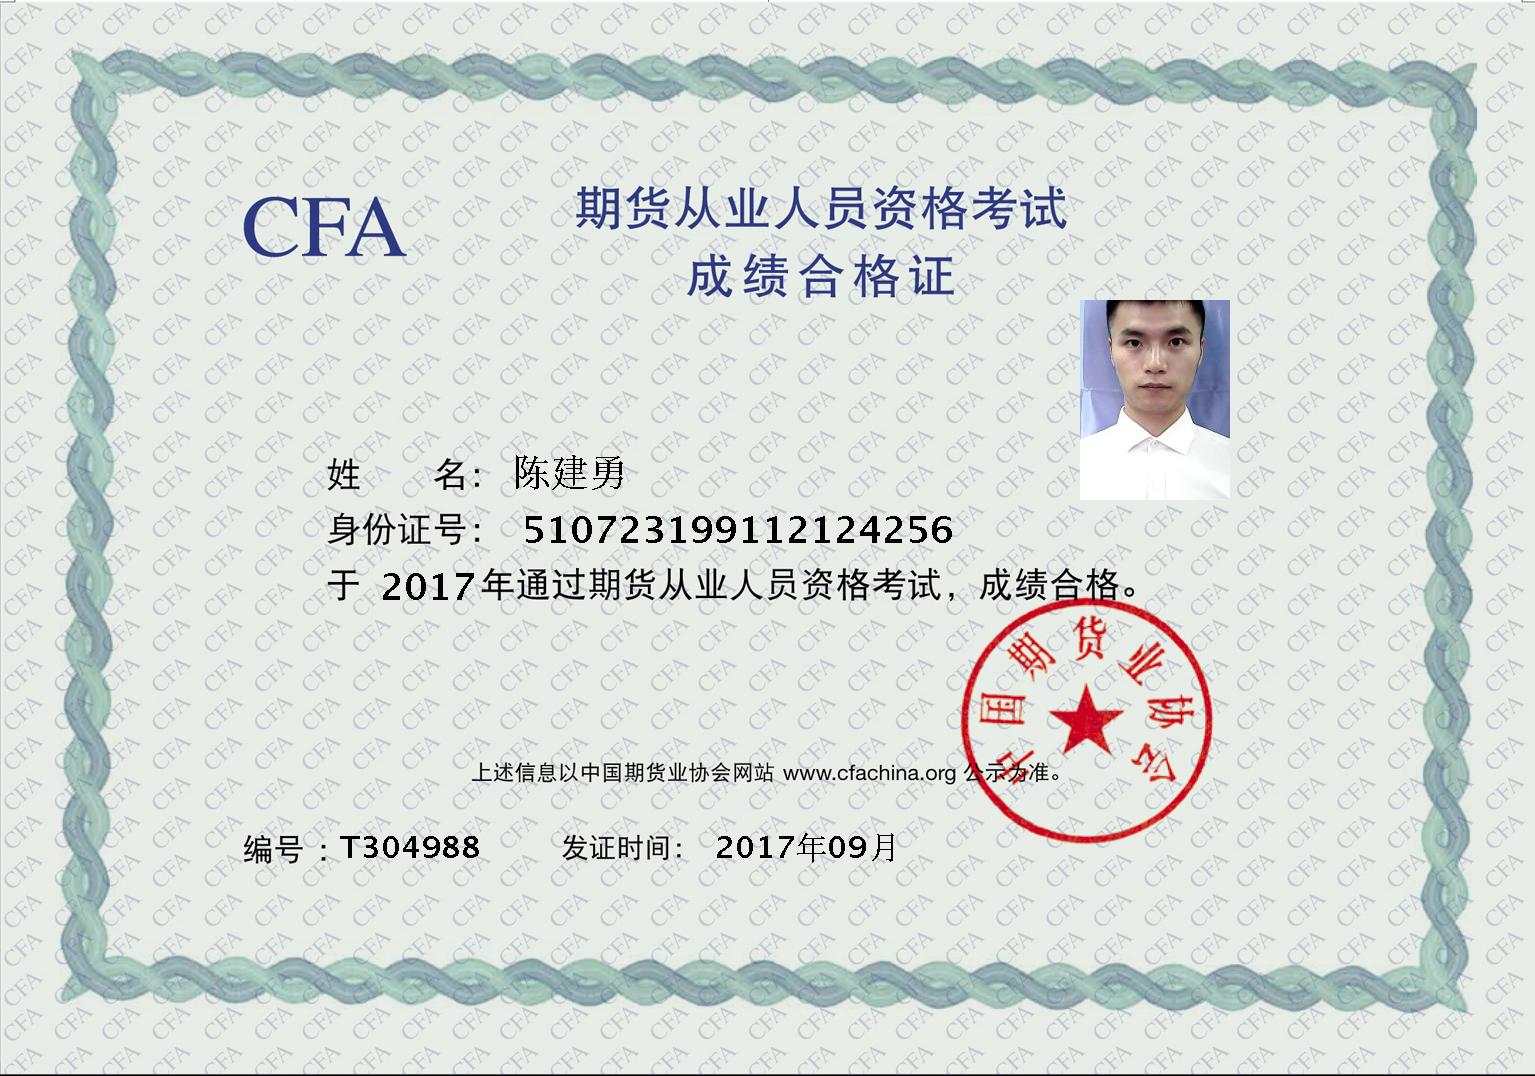 CFA
期货从业人员资格考试
成绩合格证
姓 名： 陈建勇
身份证号： 510723199112124256
于 2017年通过期货从业人员资格考试，成绩合格。
中国期货业协会
上述信息以中国期货业协会网站 www.cfachina.org 公示为准。
编号 : T304988 发证时间： 2017年09月